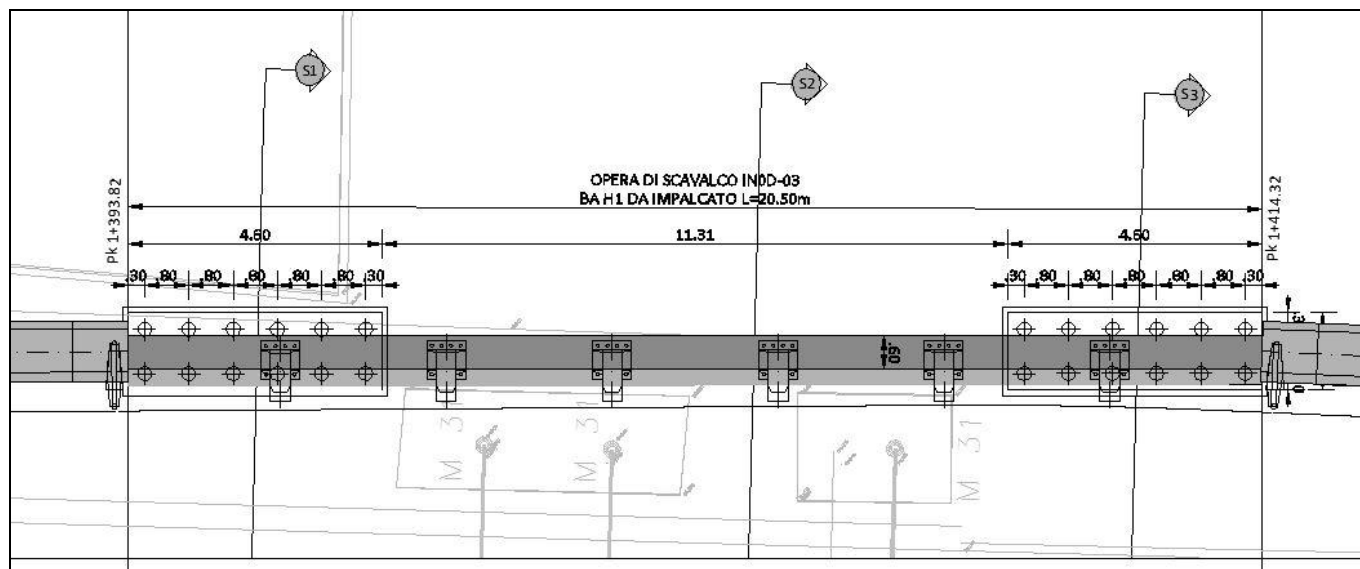 S1
S2
S3
OPERA DI SCAVALCO IN0D-03
BA H1 DA IMPALCATO L=20.50m
Pk 1+393.82
Pk 1+414.32
4.60
11.31
4.60
.30 .80 .80 .80 .80 .80 .30
.30 .80 .80 .80 .80 .80 .30
.60
M 31
M 31
M 31